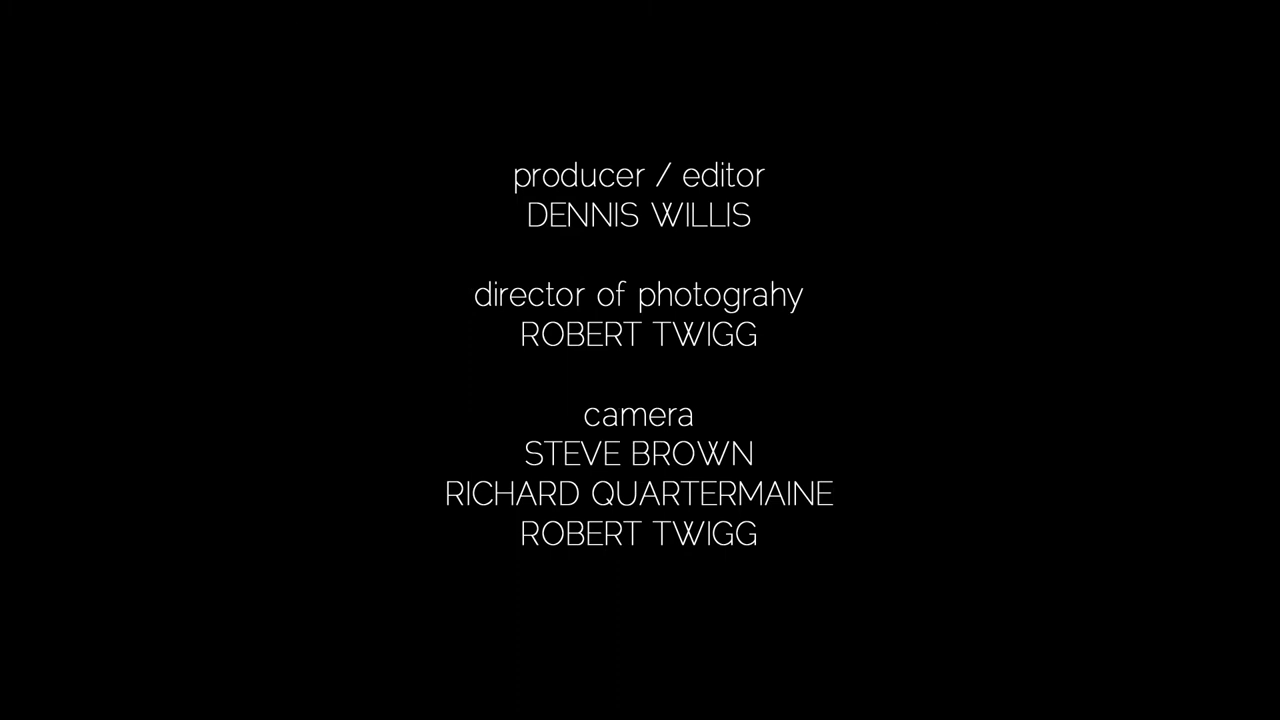 producer / editor
DENNIS WILLIS
director of photograhy
ROBERT TWIGG
camera
STEVE BROWN
RICHARD QUARTERMAINE
ROBERT TWIGG